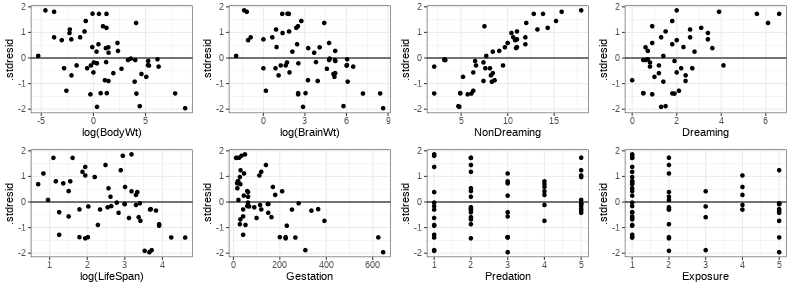 2
1
0
-1
-2
.stdresid
-5 0 5
log(BodyWt)
2
1
0
-1
-2
.stdresid
0 3 6 9
log(BrainWt)
2
1
0
-1
-2
.stdresid
5 10 15
NonDreaming
2
1
0
-1
-2
.stdresid
0 2 4 6
Dreaming
2
1
0
-1
-2
.stdresid
1 2 3 4
log(LifeSpan)
2
1
0
-1
-2
.stdresid
0 200 400 600
Gestation
2
1
0
-1
-2
.stdresid
1 2 3 4 5
Predation
2
1
0
-1
-2
.stdresid
1 2 3 4 5
Exposure